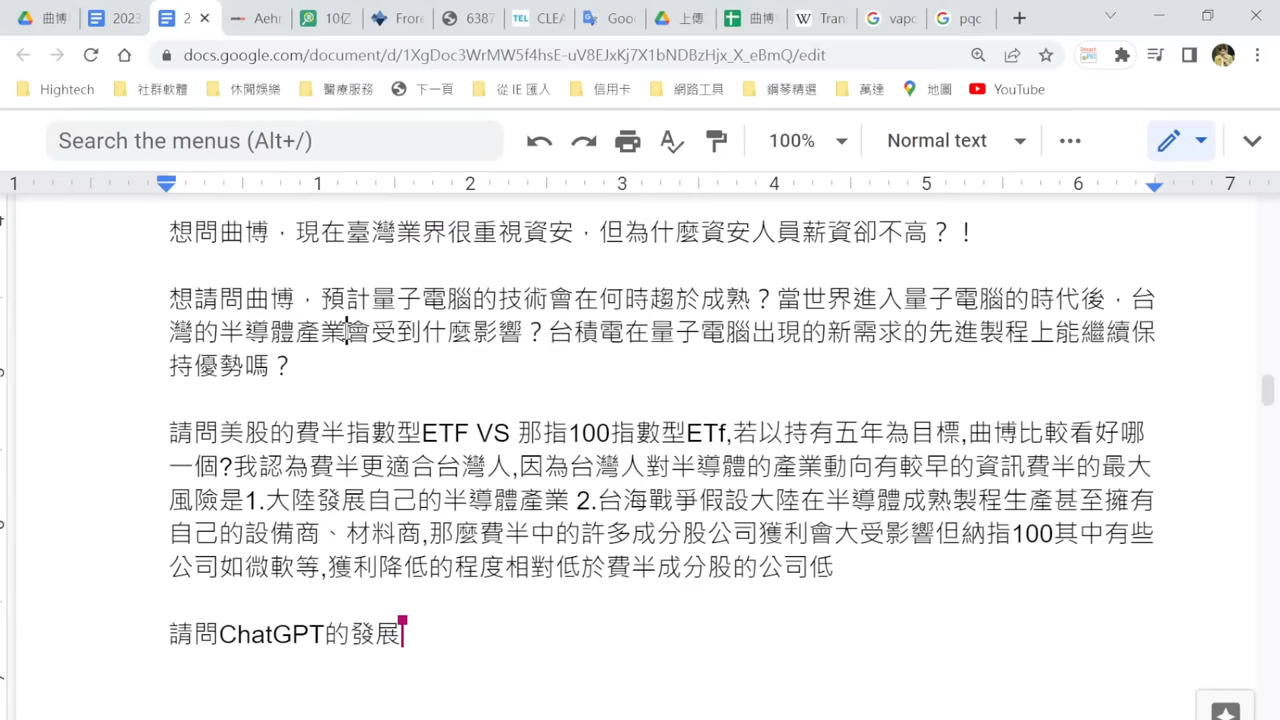 曲博
2023
2
Aehr
10亿
Frore
6387
TEL CLEA
Goo
上傳
曲博
W Tran
G vapc
G pqc
docs.google.com/document/d/1XgDoc3WrMW5f4hsE-uV8EJxKj7X1bNDBzHjx_X_eBmQ/edit
Hightech
社群軟體
休閒娛樂
醫療服務
下一頁
從 IE 匯入
信用卡
網路工具
鋼琴精選
萬達
地圖
YouTube
Search the menus (Alt+/)
100%
Normal text
1 1 2 3 4 5 6 7
想問曲博，現在臺灣業界很重視資安，但為什麼資安人員薪資卻不高？！
想請問曲博，預計量子電腦的技術會在何時趨於成熟？當世界進入量子電腦的時代後，台
灣的半導體產業會受到什麼影響？台積電在量子電腦出現的新需求的先進製程上能繼續保
持優勢嗎？
請問美股的費半指數型ETF VS 那指100指數型ETf,若以持有五年為目標,曲博比較看好哪
一個?我認為費半更適合台灣人,因為台灣人對半導體的產業動向有較早的資訊費半的最大
風險是1.大陸發展自己的半導體產業 2.台海戰爭假設大陸在半導體成熟製程生產甚至擁有
自己的設備商、材料商,那麼費半中的許多成分股公司獲利會大受影響但納指100其中有些
公司如微軟等,獲利降低的程度相對低於費半成分股的公司低
請問ChatGPT的發展